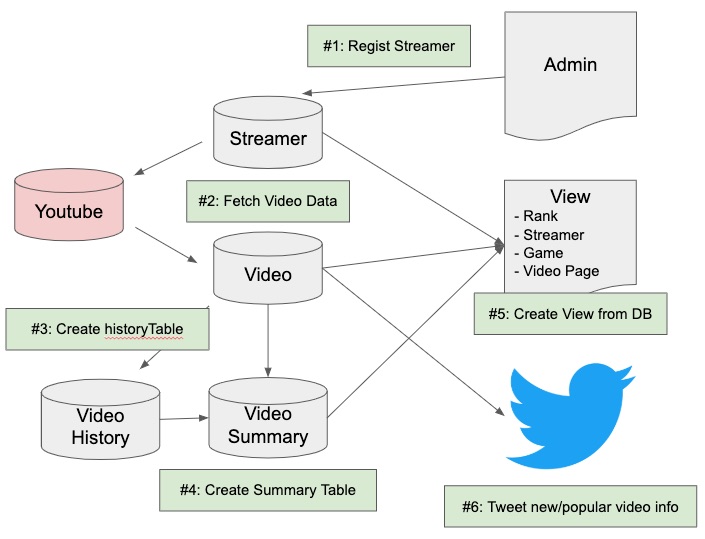 #1: Regist Streamer
Admin
Streamer
Youtube
#2: Fetch Video Data
View
- Rank
- Streamer
- Game
- Video Page
Video
#5: Create View from DB
#3: Create historyTable
Video
History
Video
Summary
#4: Create Summary Table
#6: Tweet new/popular video info